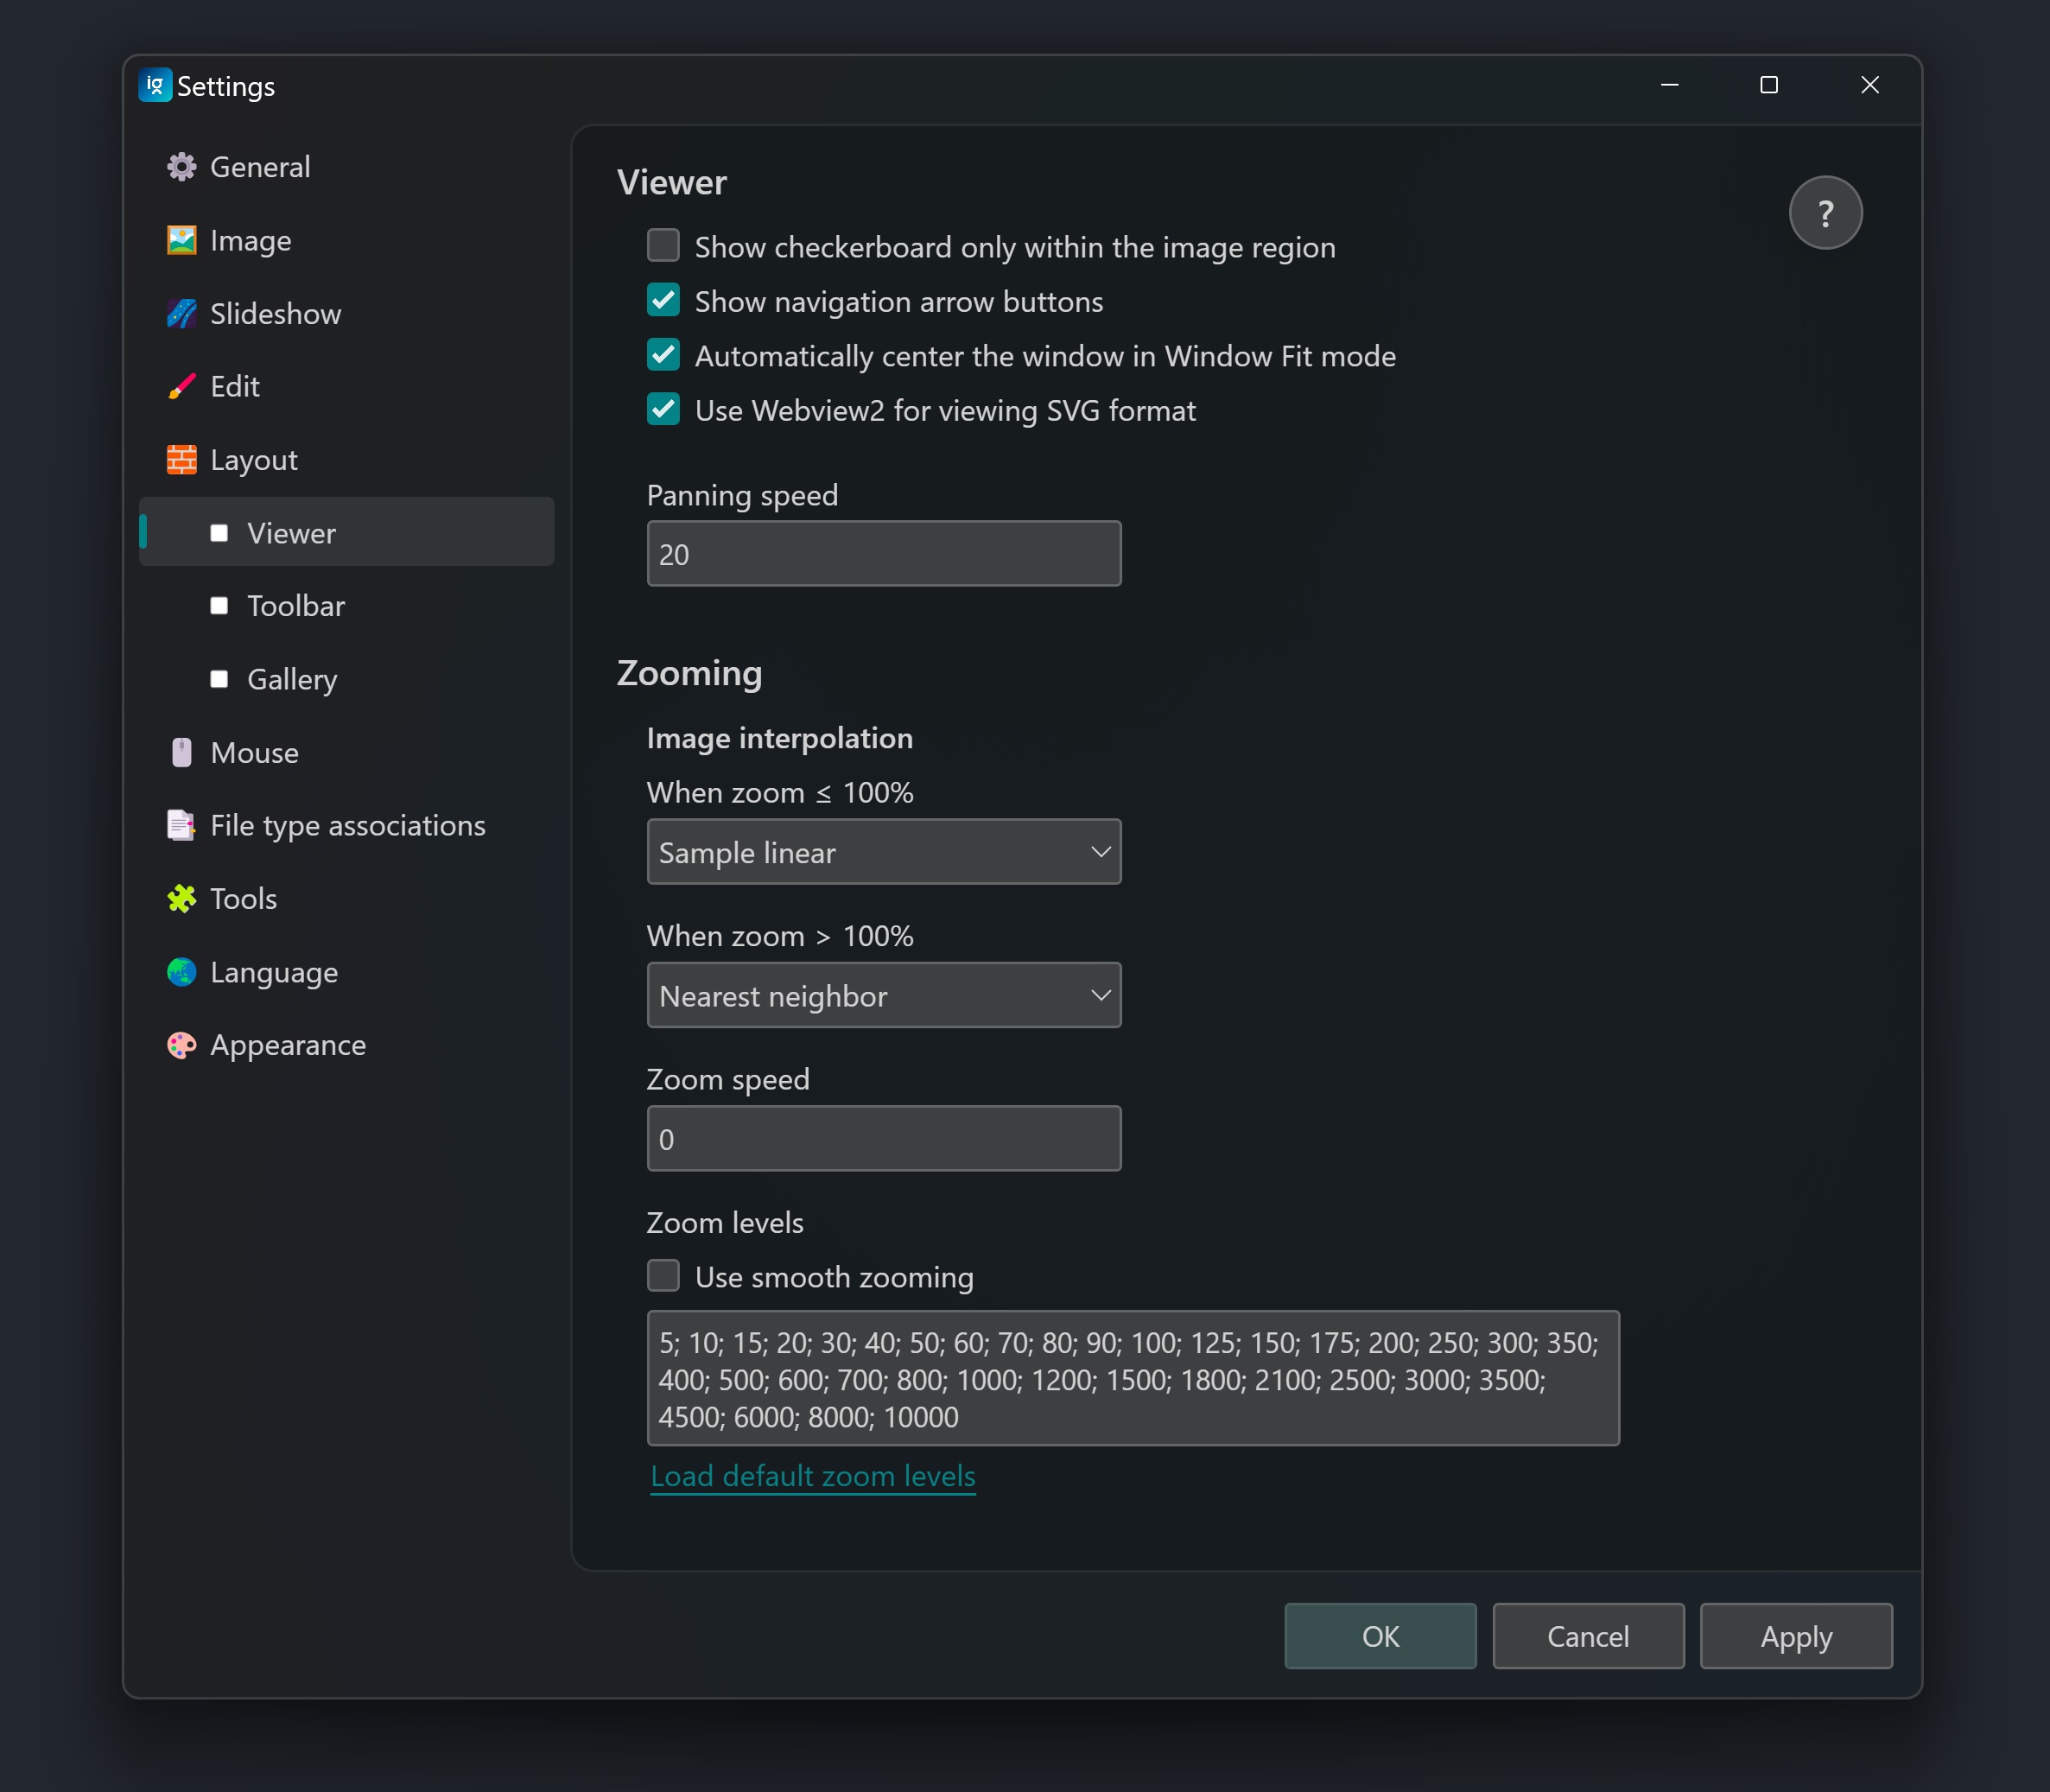 ig Settings
General
Image
Slideshow
Edit
Layout
Viewer
Toolbar
Gallery
Mouse
File type associations
Tools
Language
Appearance
Viewer
?
Show checkerboard only within the image region
Show navigation arrow buttons
Automatically center the window in Window Fit mode
Use Webview2 for viewing SVG format
Panning speed
20
Zooming
Image interpolation
When zoom ≤ 100%
Sample linear
When zoom > 100%
Nearest neighbor
Zoom speed
0
Zoom levels
Use smooth zooming
5; 10; 15; 20; 30; 40; 50; 60; 70; 80; 90; 100; 125; 150; 175; 200; 250; 300; 350;
400; 500; 600; 700; 800; 1000; 1200; 1500; 1800; 2100; 2500; 3000; 3500;
4500; 6000; 8000; 10000
Load default zoom levels
OK
Cancel
Apply